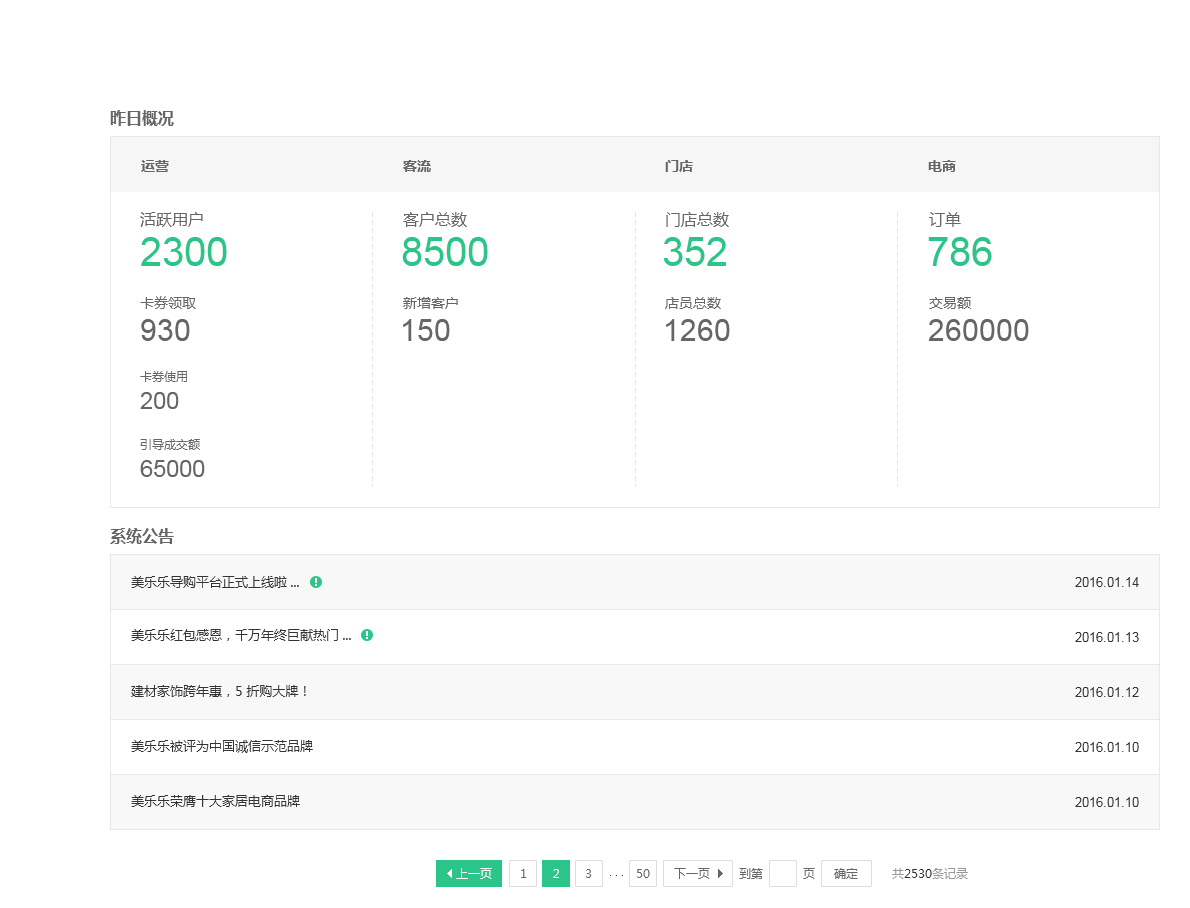 昨日概况
运营 客流 门店 电商
活跃用户 客户总数 门店总数 订单
2300 8500 352 786
卡券领取 新增客户 店员总数 交易额
930 150 1260 260000
卡券使用
200
引导成交额
65000
系统公告
美乐乐导购平台正式上线啦 ... 2016.01.14
美乐乐红包感恩，千万年终巨献热门 ... 2016.01.13
建材家饰跨年惠，5 折购大牌！ 2016.01.12
美乐乐被评为中国诚信示范品牌 2016.01.10
美乐乐荣膺十大家居电商品牌 2016.01.10
上一页 1 2 3 ... 50 下一页 到第 页 确定 共2530条记录